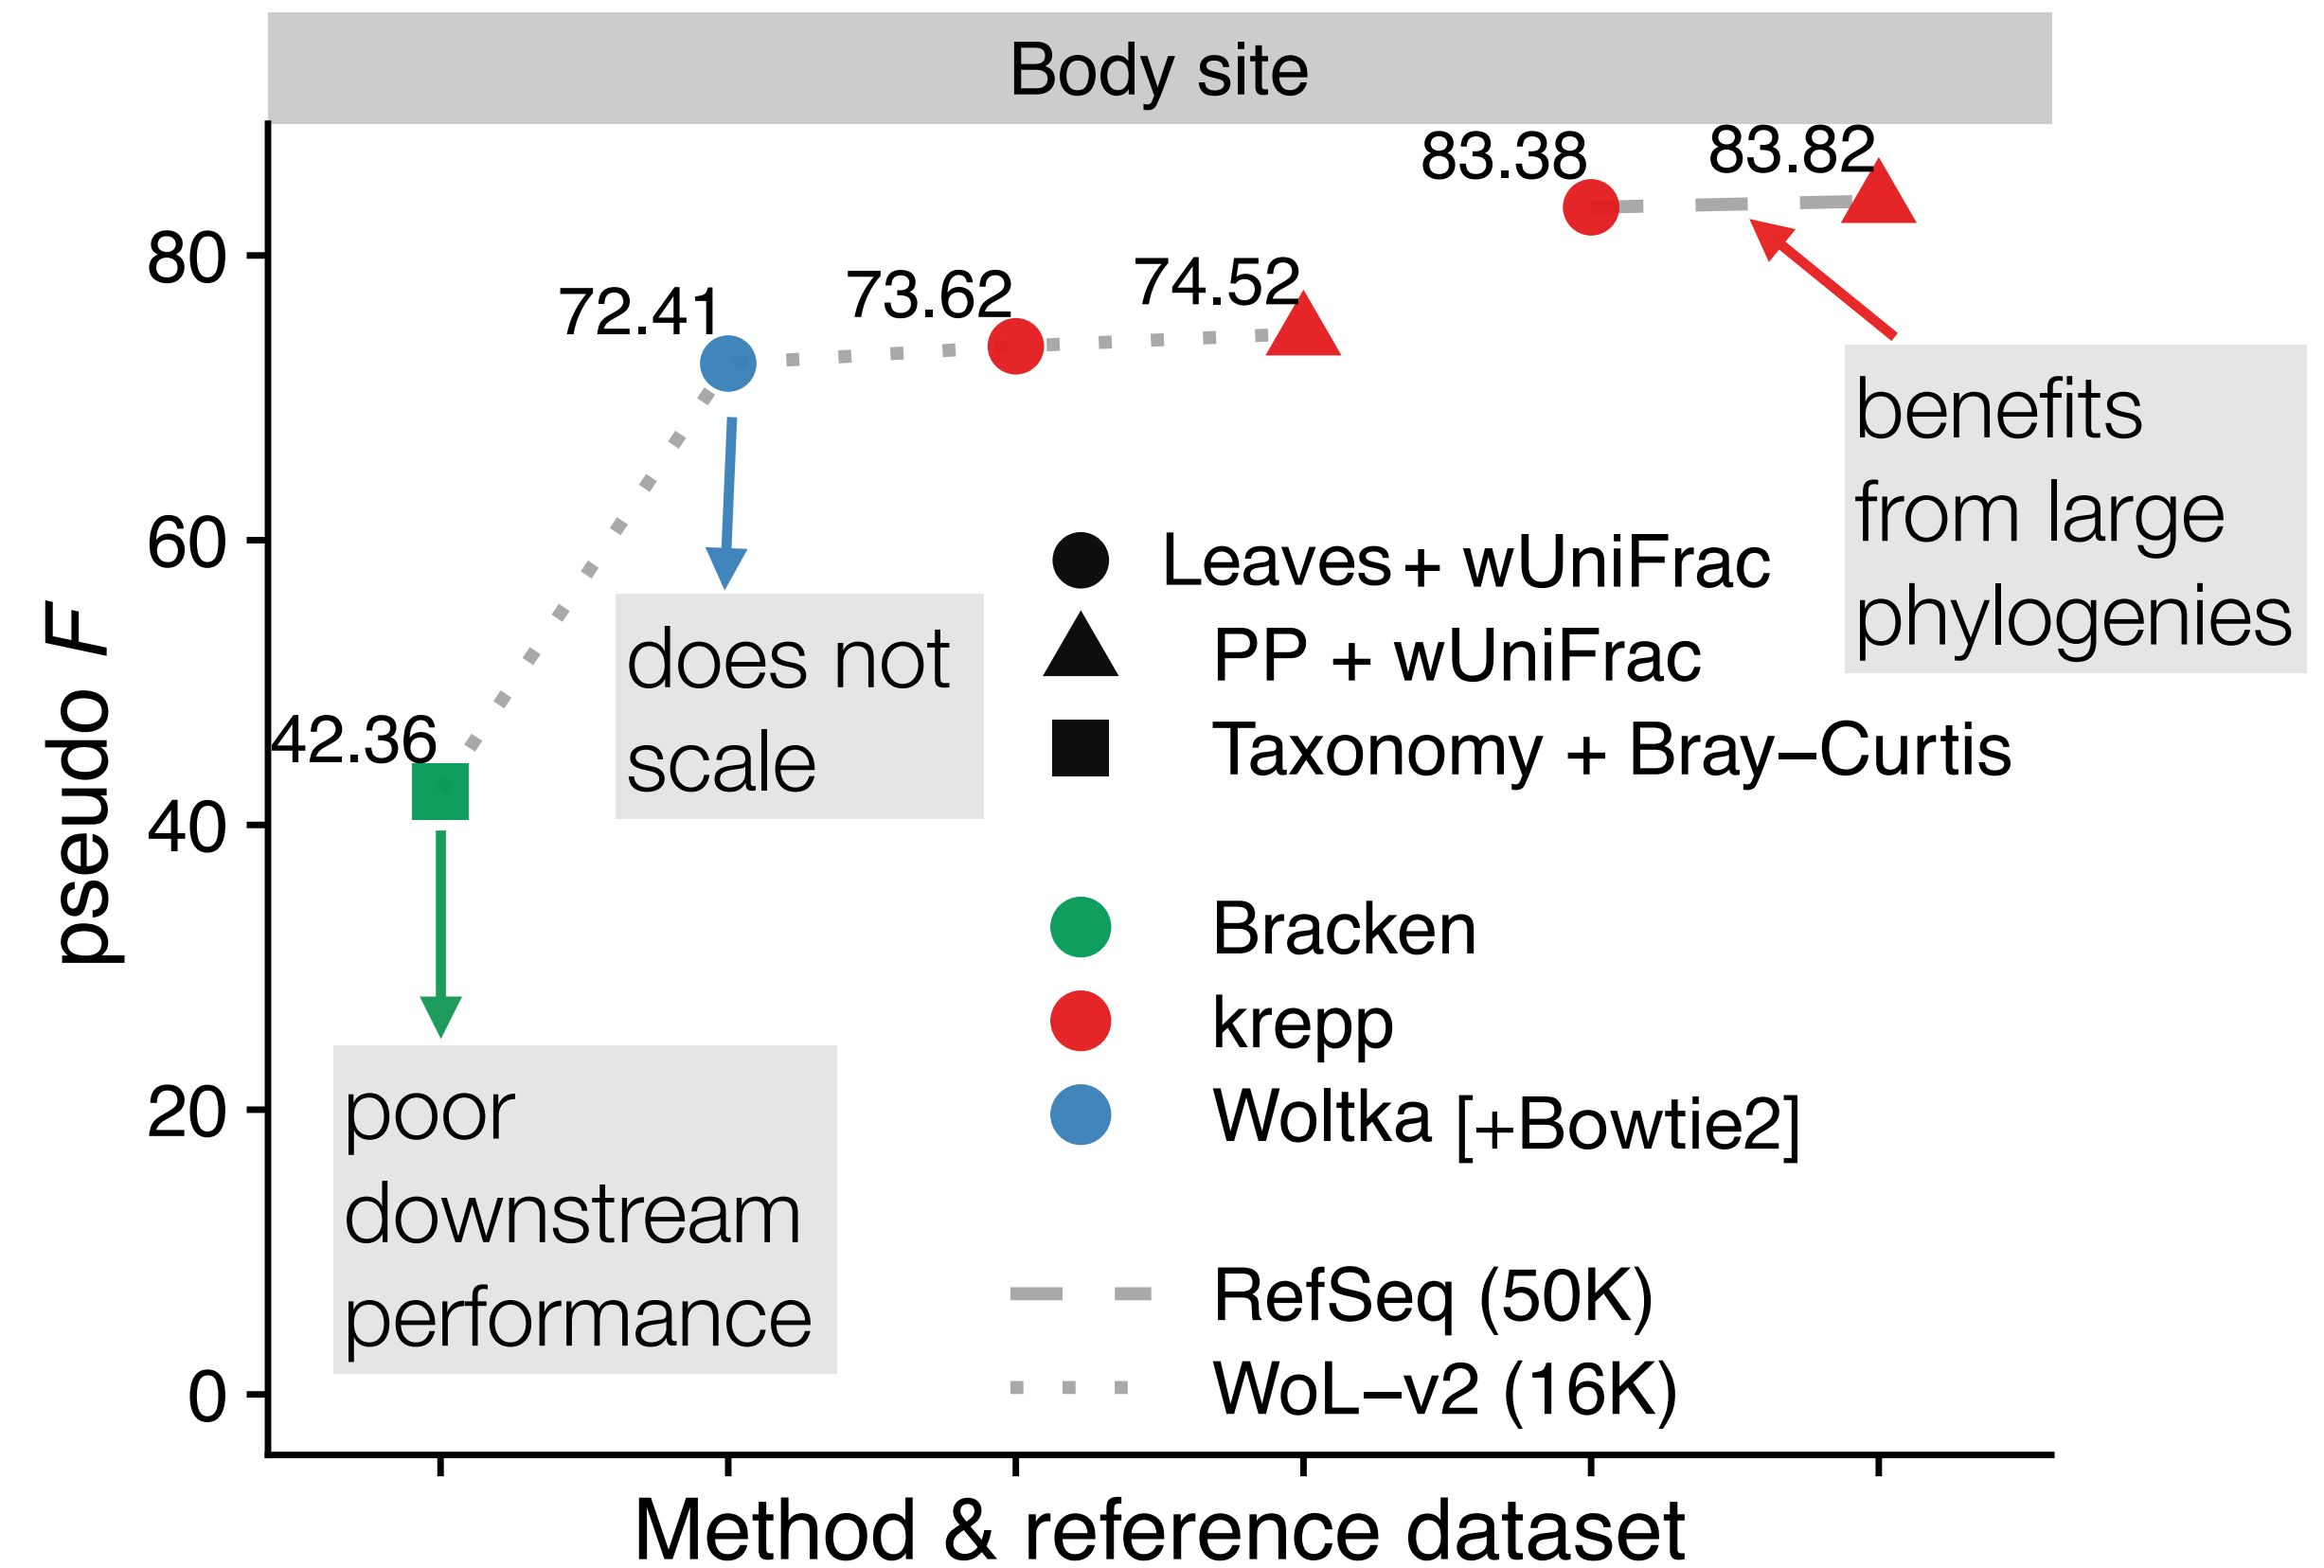 Body site
83.38
83.82
80
72.41
73.62
74.52
benefits
from large
phylogenies
60
Leaves + wUniFrac
PP + wUniFrac
Taxonomy + Bray−Curtis
does not
scale
pseudo F
42.36
40
Bracken
krepp
Woltka [+Bowtie2]
20
poor
downstream
performance
RefSeq (50K)
WoL−v2 (16K)
0
Method & reference dataset